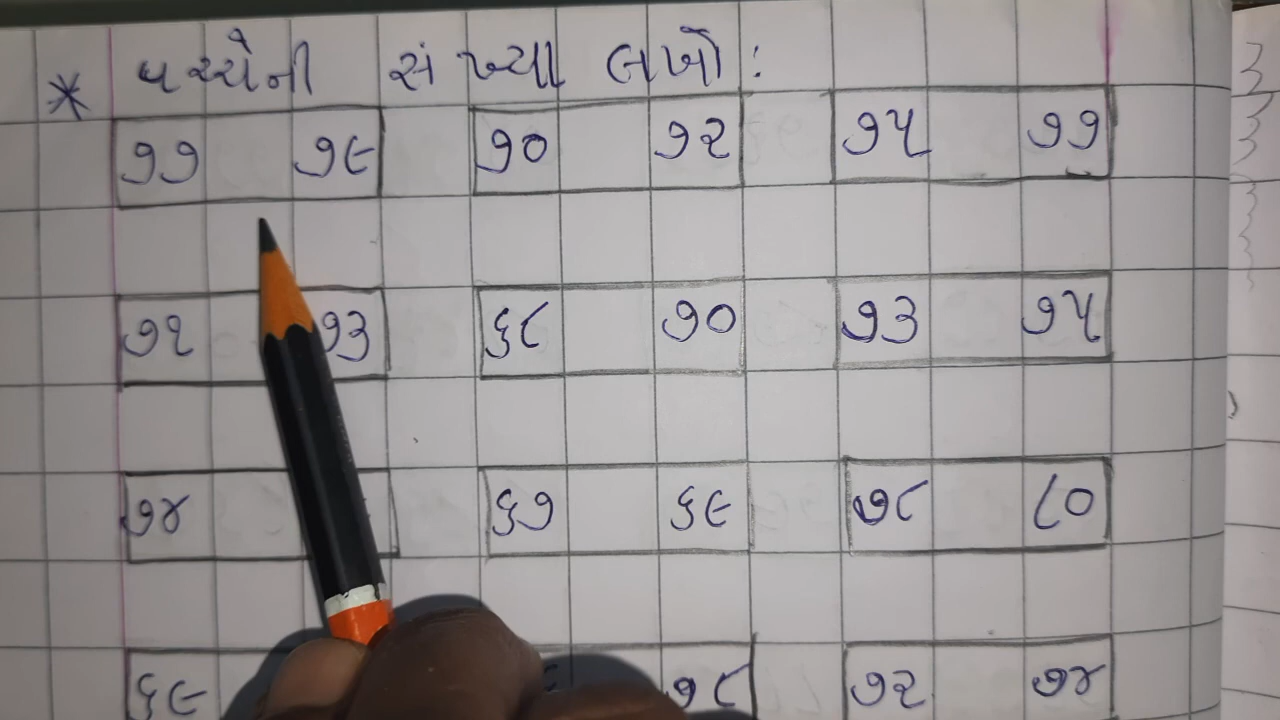 * વચ્ચેની સંખ્યા લખો :
૭૭ ૭૯ ૭૦ ૭૨ ૭૫ ૭૭
૭૧ ૭૩ ૬૮ ૭૦ ૭૩ ૭૫
૭૪ ૬૭ ૬૯ ૭૮ ૮૦
૬૯ ૭૮ ૭૨ ૭૪